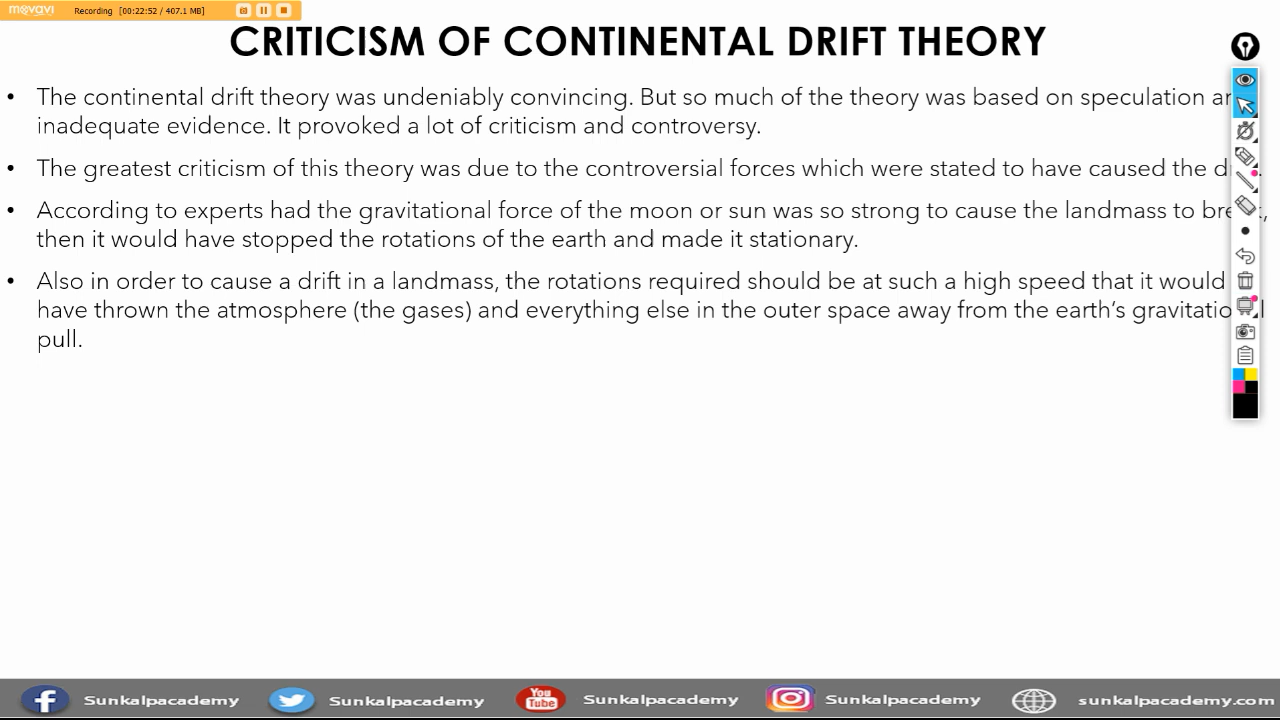 movavi Recording [00:22:52 / 407.1 MB]
CRITICISM OF CONTINENTAL DRIFT THEORY
• The continental drift theory was undeniably convincing. But so much of the theory was based on speculation
inadequate evidence. It provoked a lot of criticism and controversy.
• The greatest criticism of this theory was due to the controversial forces which were stated to have caused the
• According to experts had the gravitational force of the moon or sun was so strong to cause the landmass to
then it would have stopped the rotations of the earth and made it stationary.
• Also in order to cause a drift in a landmass, the rotations required should be at such a high speed that it would
have thrown the atmosphere (the gases) and everything else in the outer space away from the earth's
pull.
Sunkalpacademy Sunkalpacademy You Tube Sunkalpacademy Sunkalpacademy sunkalpacademy.com